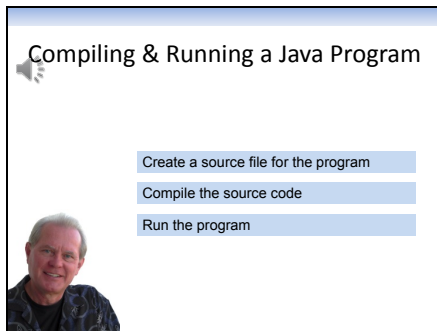 Compiling & Running a Java Program
Create a source file for the program
Compile the source code
Run the program